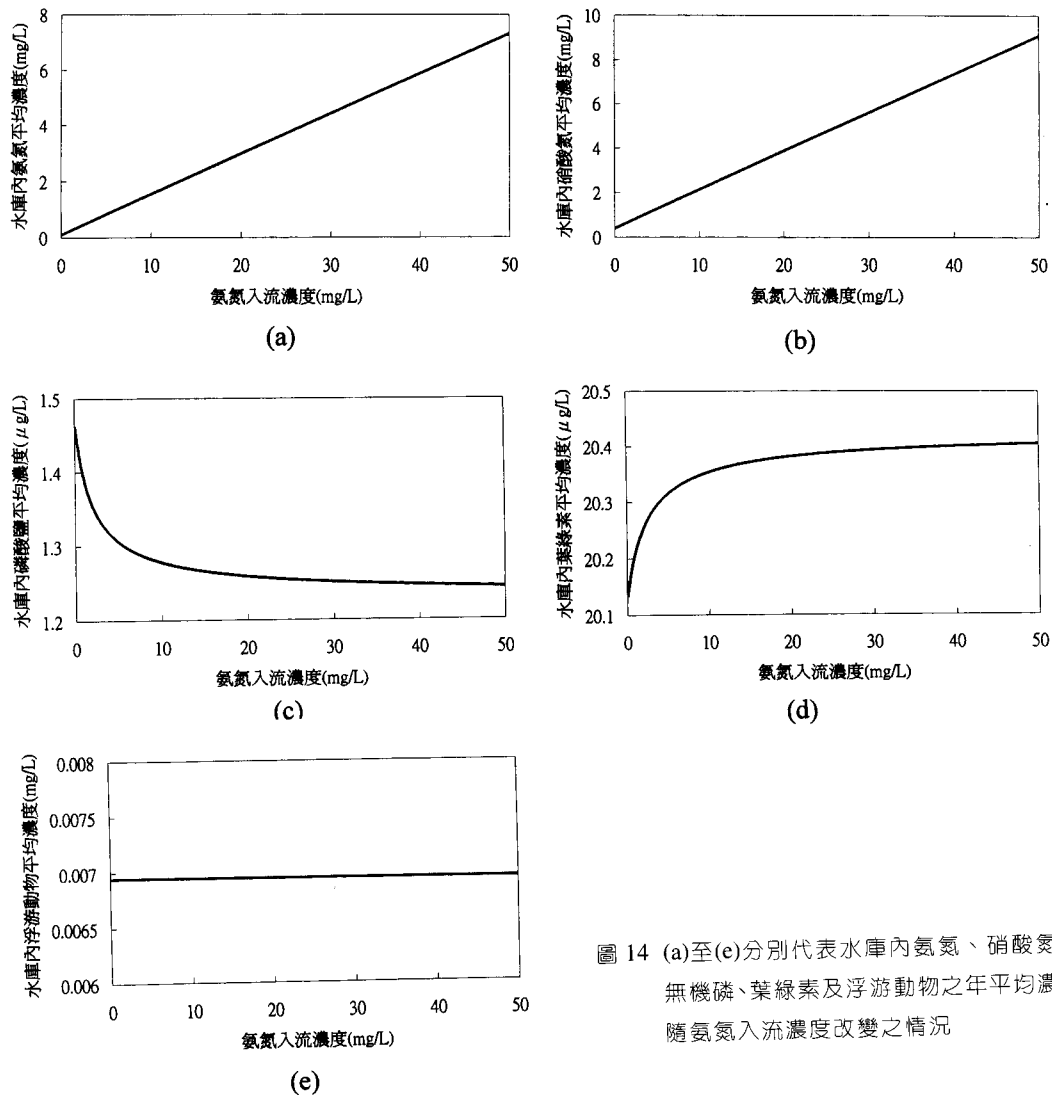 水庫內氨氮平均濃度(mg/L)
8
6
4
2
0
0 10 20 30 40 50
氨氮入流濃度(mg/L)
(a)
水庫內硝酸氮平均濃度(mg/L)
10
8
6
4
2
0
0 10 20 30 40 50
氨氮入流濃度(mg/L)
(b)
水庫內磷酸鹽平均濃度(μg/L)
1.5
1.4
1.3
1.2
0 10 20 30 40 50
氨氮入流濃度(mg/L)
(c)
水庫內葉綠素平均濃度(μg/L)
20.5
20.4
20.3
20.2
20.1
0 10 20 30 40 50
氨氮入流濃度(mg/L)
(d)
水庫內浮游動物平均濃度(mg/L)
0.008
0.0075
0.007
0.0065
0.006
0 10 20 30 40 50
氨氮入流濃度(mg/L)
(e)
圖 14 (a)至(e)分別代表水庫內氨氮、硝酸氮
無機磷、葉綠素及浮游動物之年平均濃
隨氨氮入流濃度改變之情況